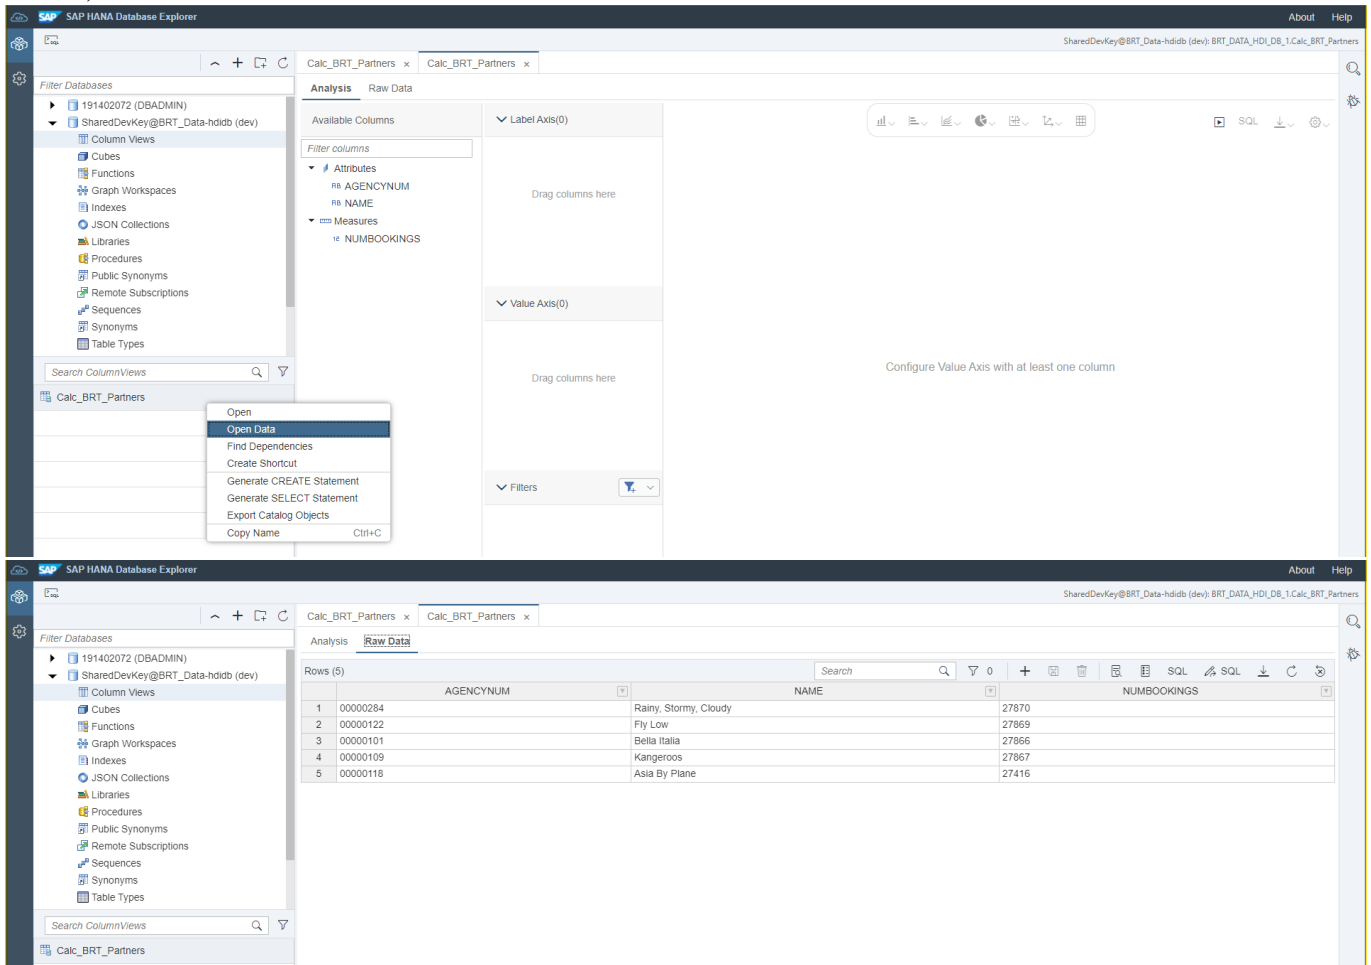 SAP SAP HANA Database Explorer About Help
SharedDevKey@BRT_Data-hdidb (dev): BRT_DATA_HDI_DB_1.Calc_BRT_Partners
Calc_BRT_Partners x Calc_BRT_Partners x
Filter Databases
Analysis Raw Data
191402072 (DBADMIN)
SharedDevKey@BRT_Data-hdidb (dev)
Column Views
Cubes
Functions
Graph Workspaces
Indexes
JSON Collections
Libraries
Procedures
Public Synonyms
Remote Subscriptions
Sequences
Synonyms
Table Types
Search ColumnViews
Calc_BRT_Partners
Open
Open Data
Find Dependencies
Create Shortcut
Generate CREATE Statement
Generate SELECT Statement
Export Catalog Objects
Copy Name Ctrl+C
Available Columns
Filter columns
Attributes
RB AGENCYNUM
RB NAME
Measures
12 NUMBOOKINGS
Label Axis(0)
Drag columns here
Value Axis(0)
Drag columns here
Filters
SQL
Configure Value Axis with at least one column
SAP SAP HANA Database Explorer About Help
SharedDevKey@BRT_Data-hdidb (dev): BRT_DATA_HDI_DB_1.Calc_BRT_Partners
Calc_BRT_Partners x Calc_BRT_Partners x
Filter Databases
Analysis Raw Data
191402072 (DBADMIN)
SharedDevKey@BRT_Data-hdidb (dev)
Column Views
Cubes
Functions
Graph Workspaces
Indexes
JSON Collections
Libraries
Procedures
Public Synonyms
Remote Subscriptions
Sequences
Synonyms
Table Types
Search ColumnViews
Calc_BRT_Partners
Rows (5) Search 0 SQL SQL
AGENCYNUM NAME NUMBOOKINGS
1 00000284 Rainy, Stormy, Cloudy 27870
2 00000122 Fly Low 27869
3 00000101 Bella Italia 27866
4 00000109 Kangeroos 27867
5 00000118 Asia By Plane 27416